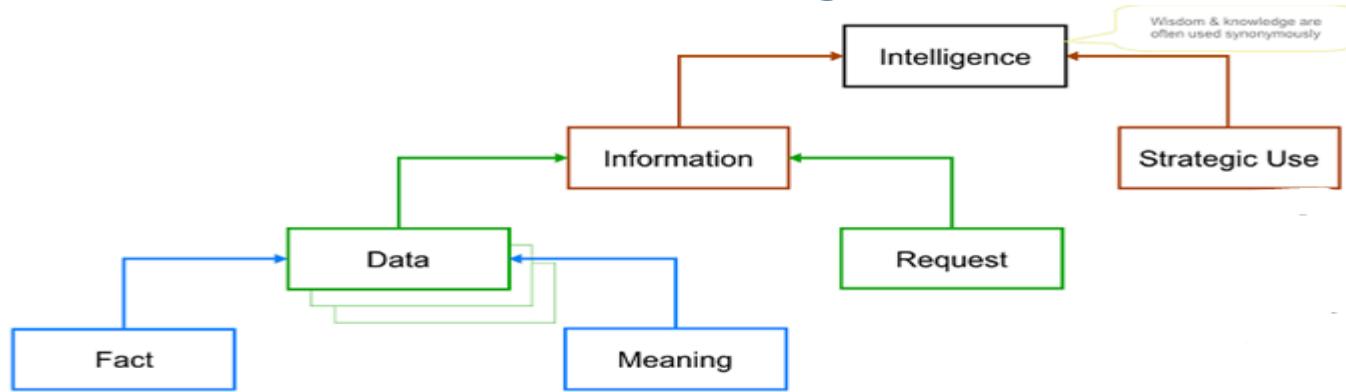 Wisdom & knowledge are
often used synonymously
Intelligence
Information
Strategic Use
Data
Request
Fact
Meaning